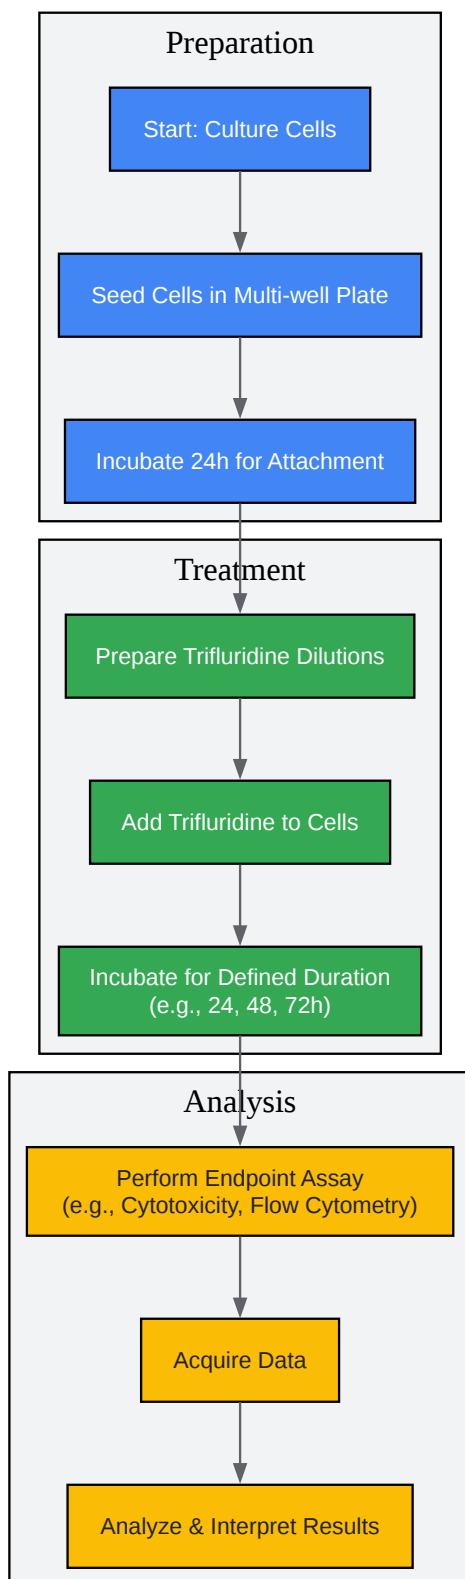 Preparation
Start: Culture Cells
Seed Cells in Multi-well Plate
Incubate 24h for Attachment
Treatment
Prepare Trifluridine Dilutions
Add Trifluridine to Cells
Incubate for Defined Duration
(e.g., 24, 48, 72h)
Analysis
Perform Endpoint Assay
(e.g., Cytotoxicity, Flow Cytometry)
Acquire Data
Analyze & Interpret Results